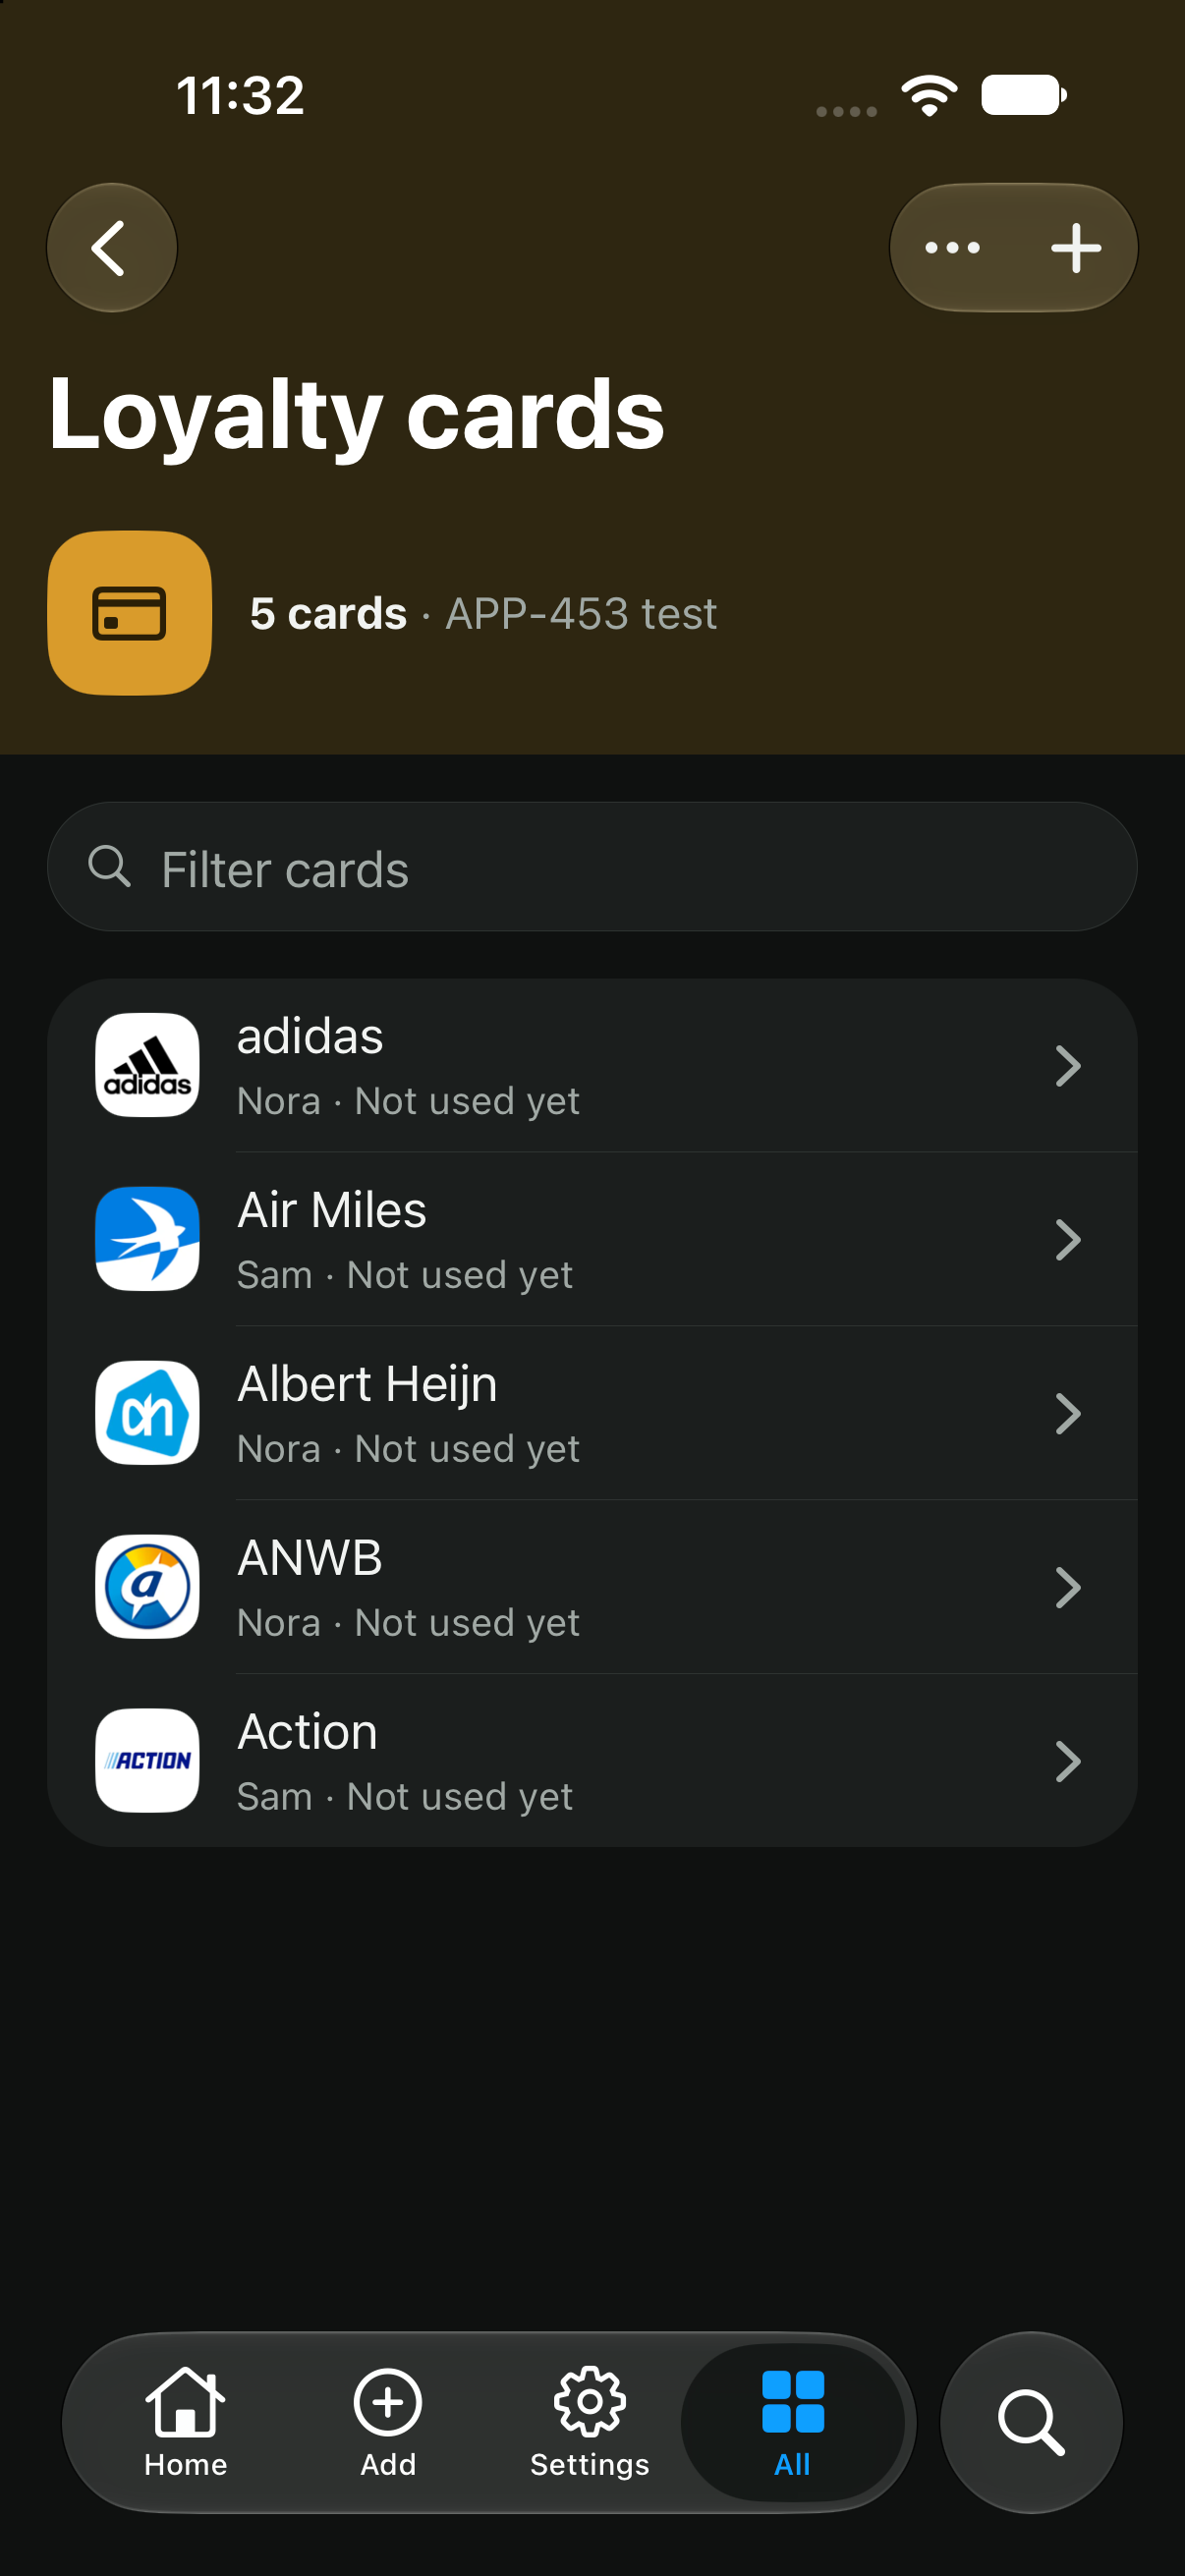 11:32
Loyalty cards
5 cards · APP-453 test
Filter cards
adidas
adidas
Nora · Not used yet
Air Miles
Sam · Not used yet
ah
Albert Heijn
Nora · Not used yet
a
ANWB
Nora · Not used yet
ACTION
Action
Sam · Not used yet
Home
Add
Settings
All